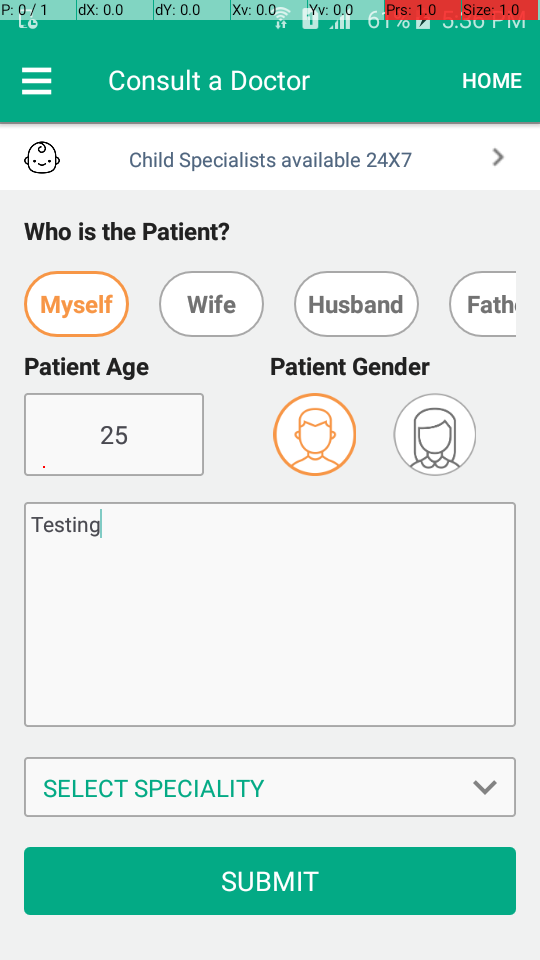 P: 0 / 1 dX: 0.0 dY: 0.0 Xv: 0.0 Yv: 0.0 Prs: 1.0 Size: 1.0
61% 5:36 PM
Consult a Doctor HOME
Child Specialists available 24X7
Who is the Patient?
Myself Wife Husband Fath
Patient Age Patient Gender
25
Testing
SELECT SPECIALITY
SUBMIT